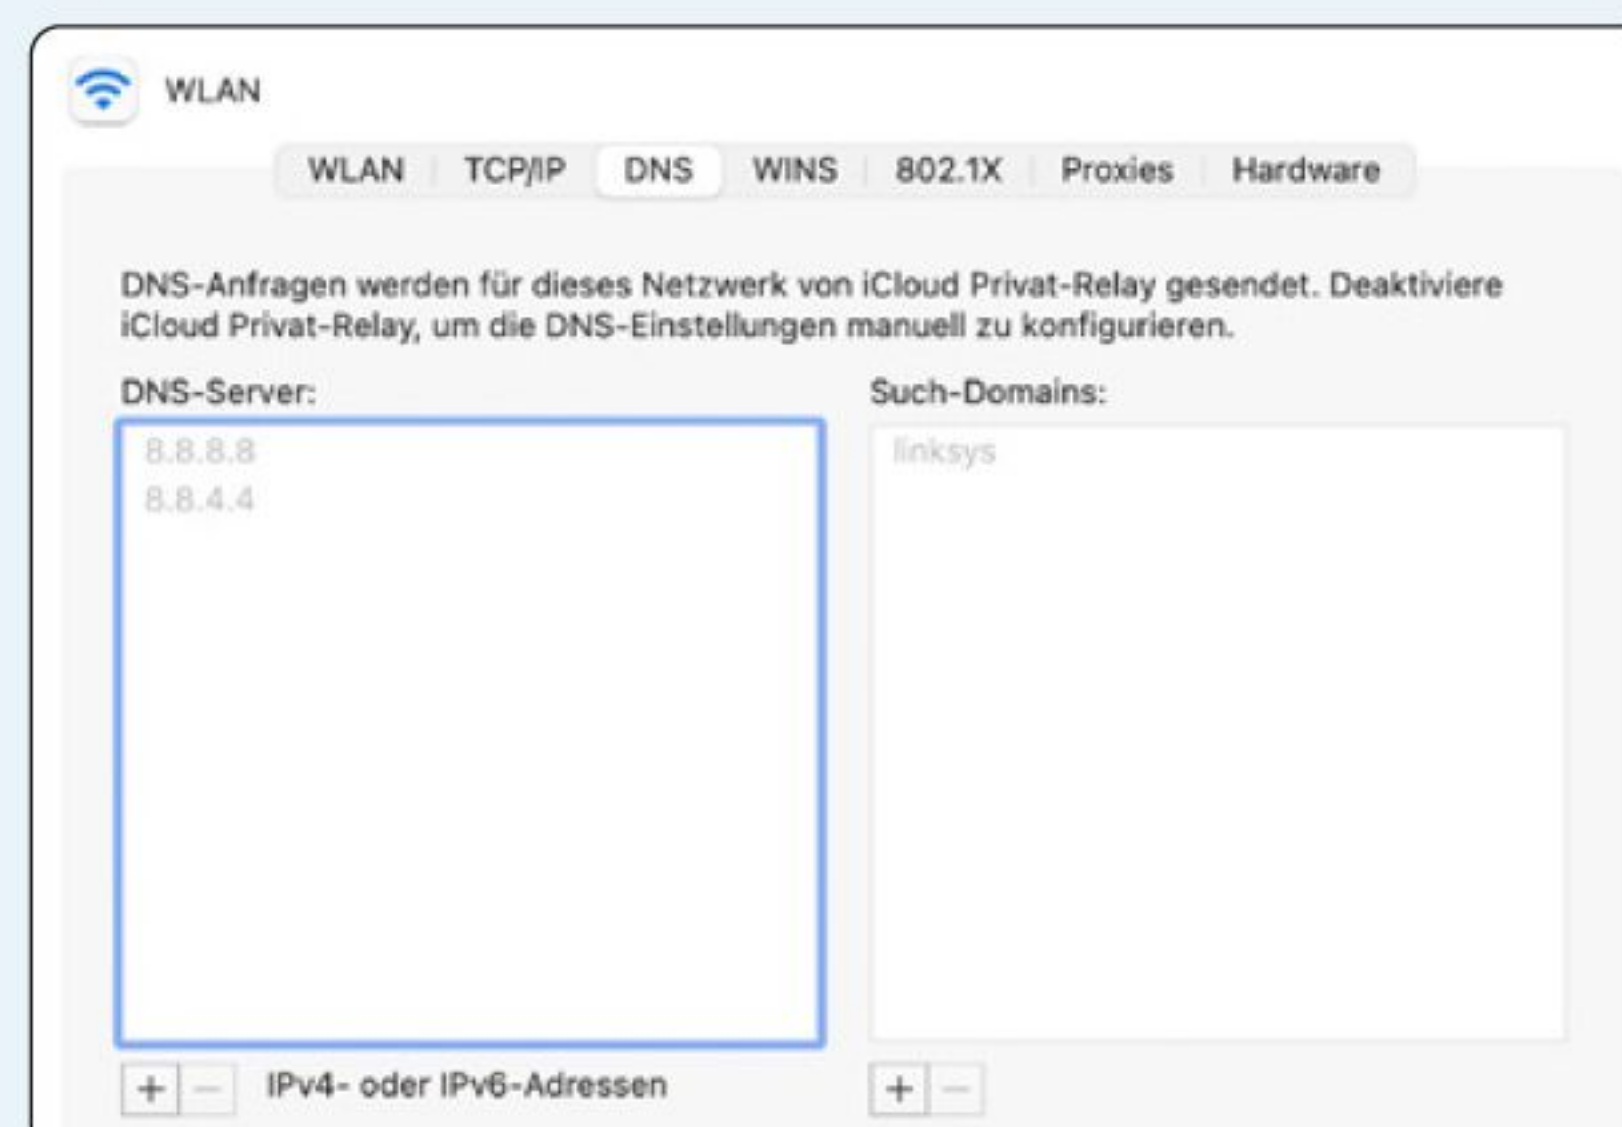 WLAN
WLAN TCP/IP DNS WINS 802.1X Proxies Hardware
DNS-Anfragen werden für dieses Netzwerk von iCloud Privat-Relay gesendet. Deaktiviere
iCloud Privat-Relay, um die DNS-Einstellungen manuell zu konfigurieren.
DNS-Server:
8.8.8.8
8.8.4.4
Such-Domains:
linksys
+ − IPv4- oder IPv6-Adressen
+ −